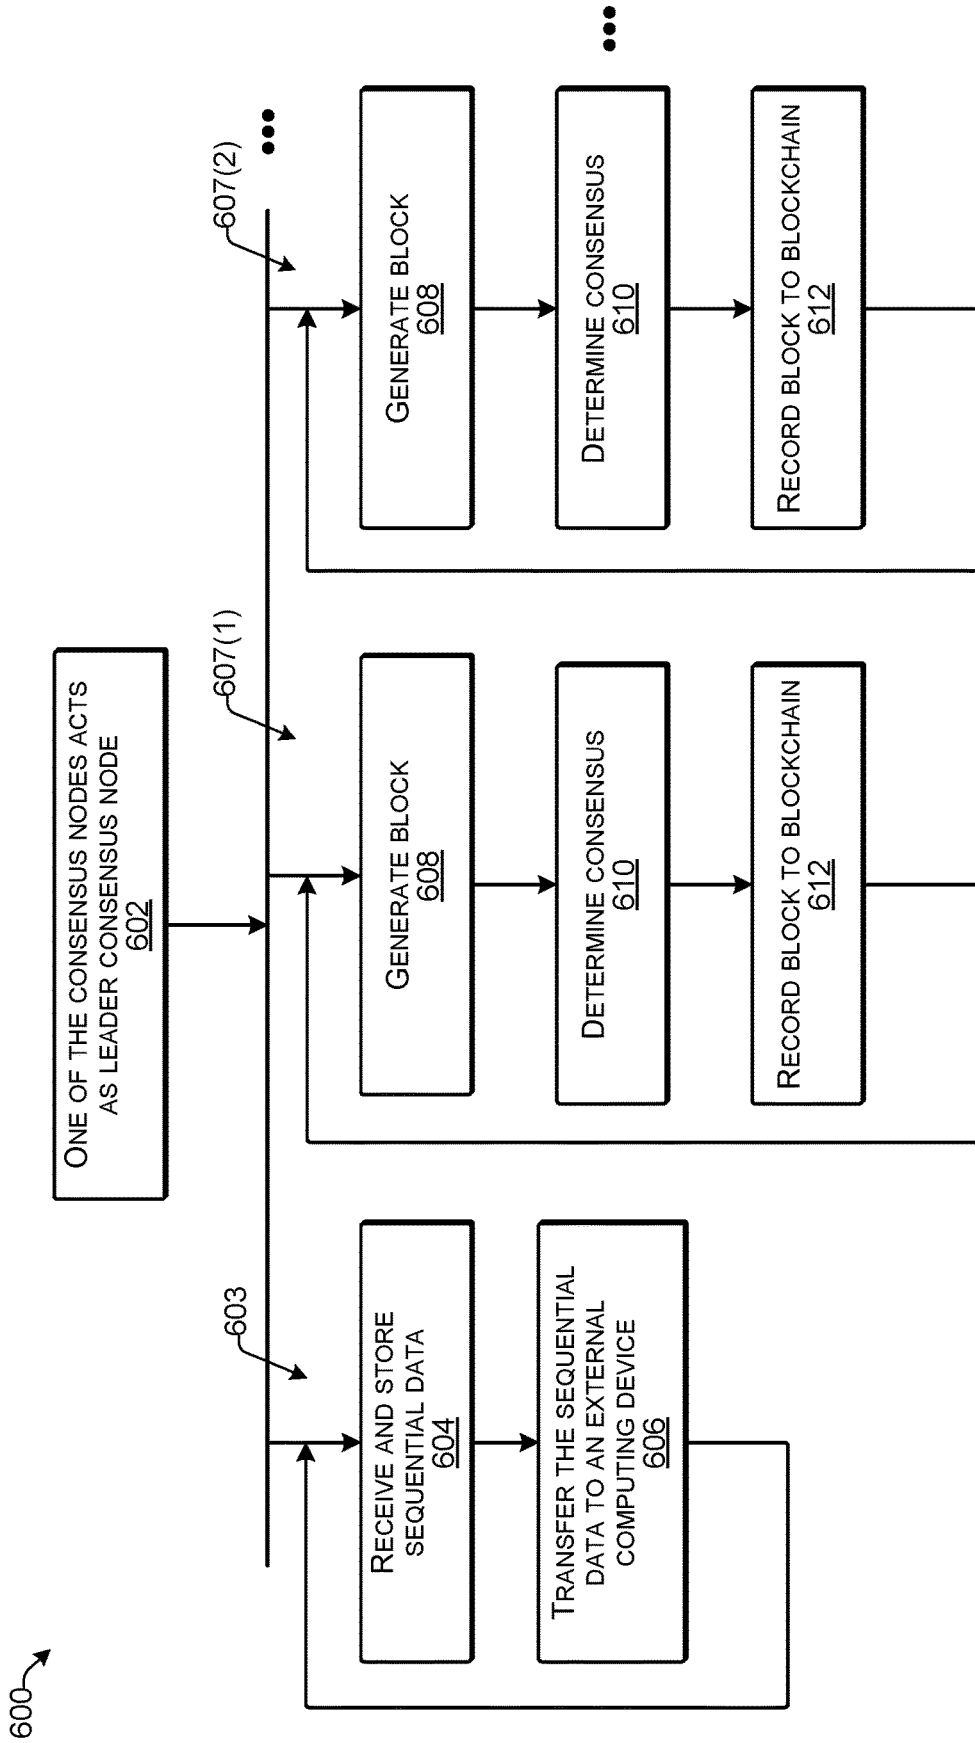 600
ONE OF THE CONSENSUS NODES ACTS
AS LEADER CONSENSUS NODE
602
603
607(1)
607(2)
RECEIVE AND STORE
SEQUENTIAL DATA
604
GENERATE BLOCK
608
GENERATE BLOCK
608
TRANSFER THE SEQUENTIAL
DATA TO AN EXTERNAL
COMPUTING DEVICE
606
DETERMINE CONSENSUS
610
DETERMINE CONSENSUS
610
RECORD BLOCK TO BLOCKCHAIN
612
RECORD BLOCK TO BLOCKCHAIN
612